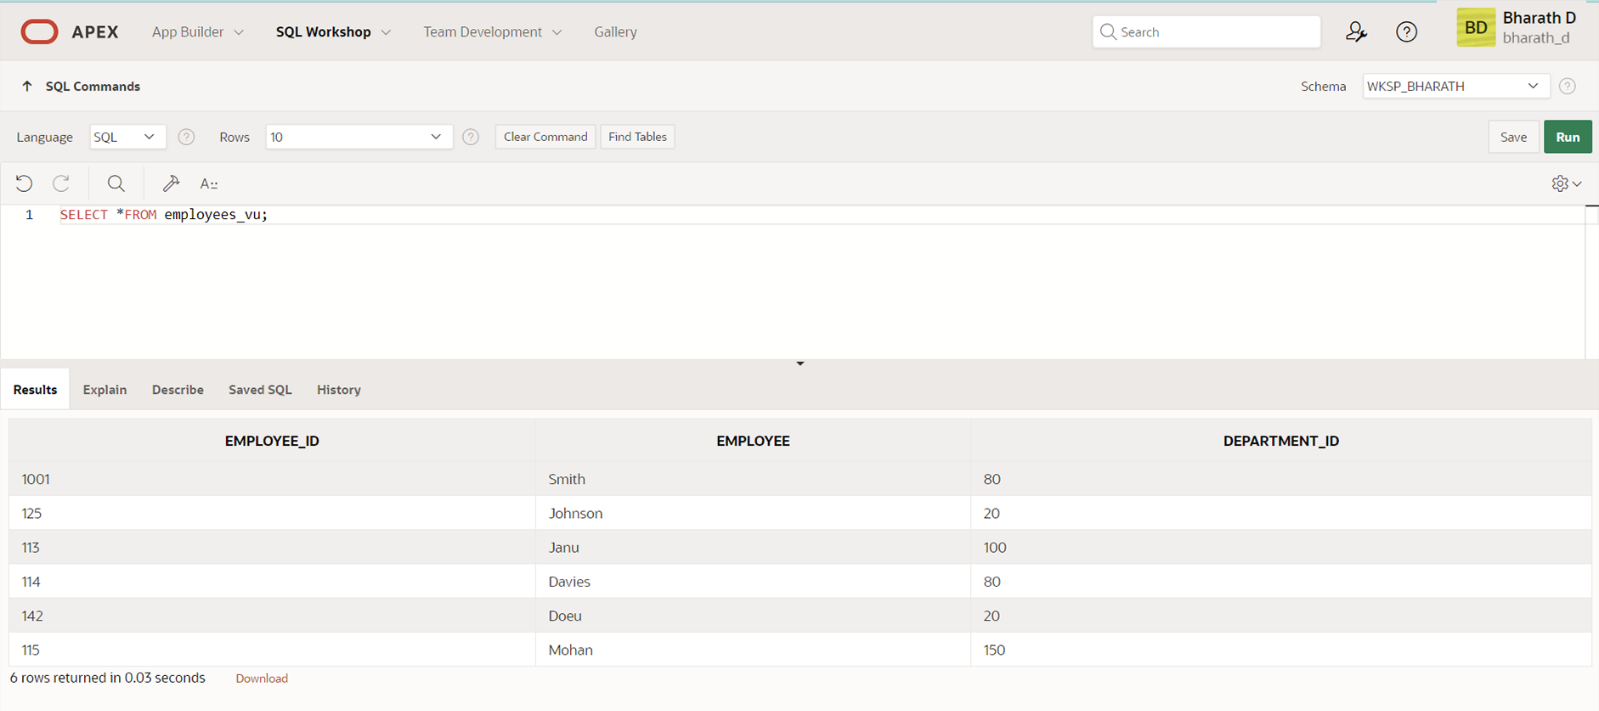 APEX App Builder SQL Workshop Team Development Gallery Search BD Bharath D
bharath_d
SQL Commands Schema WKSP_BHARATH
Language SQL Rows 10 Clear Command Find Tables Save Run
A::
1 SELECT *FROM employees_vu;
Results Explain Describe Saved SQL History
EMPLOYEE_ID EMPLOYEE DEPARTMENT_ID
1001 Smith 80
125 Johnson 20
113 Janu 100
114 Davies 80
142 Doeu 20
115 Mohan 150
6 rows returned in 0.03 seconds Download